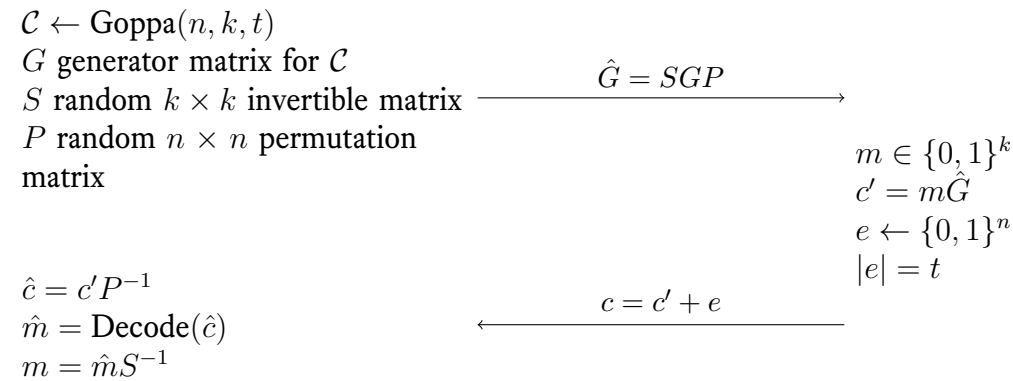 𝒞 ← Goppa(n, k, t)
G generator matrix for 𝒞
S random k × k invertible matrix
P random n × n permutation
matrix
Ĝ = SGP
m ∈ {0, 1}^k
c′ = mĜ
e ← {0, 1}^n
|e| = t
c = c′ + e
ĉ = c′P⁻¹
m̂ = Decode(ĉ)
m = m̂S⁻¹